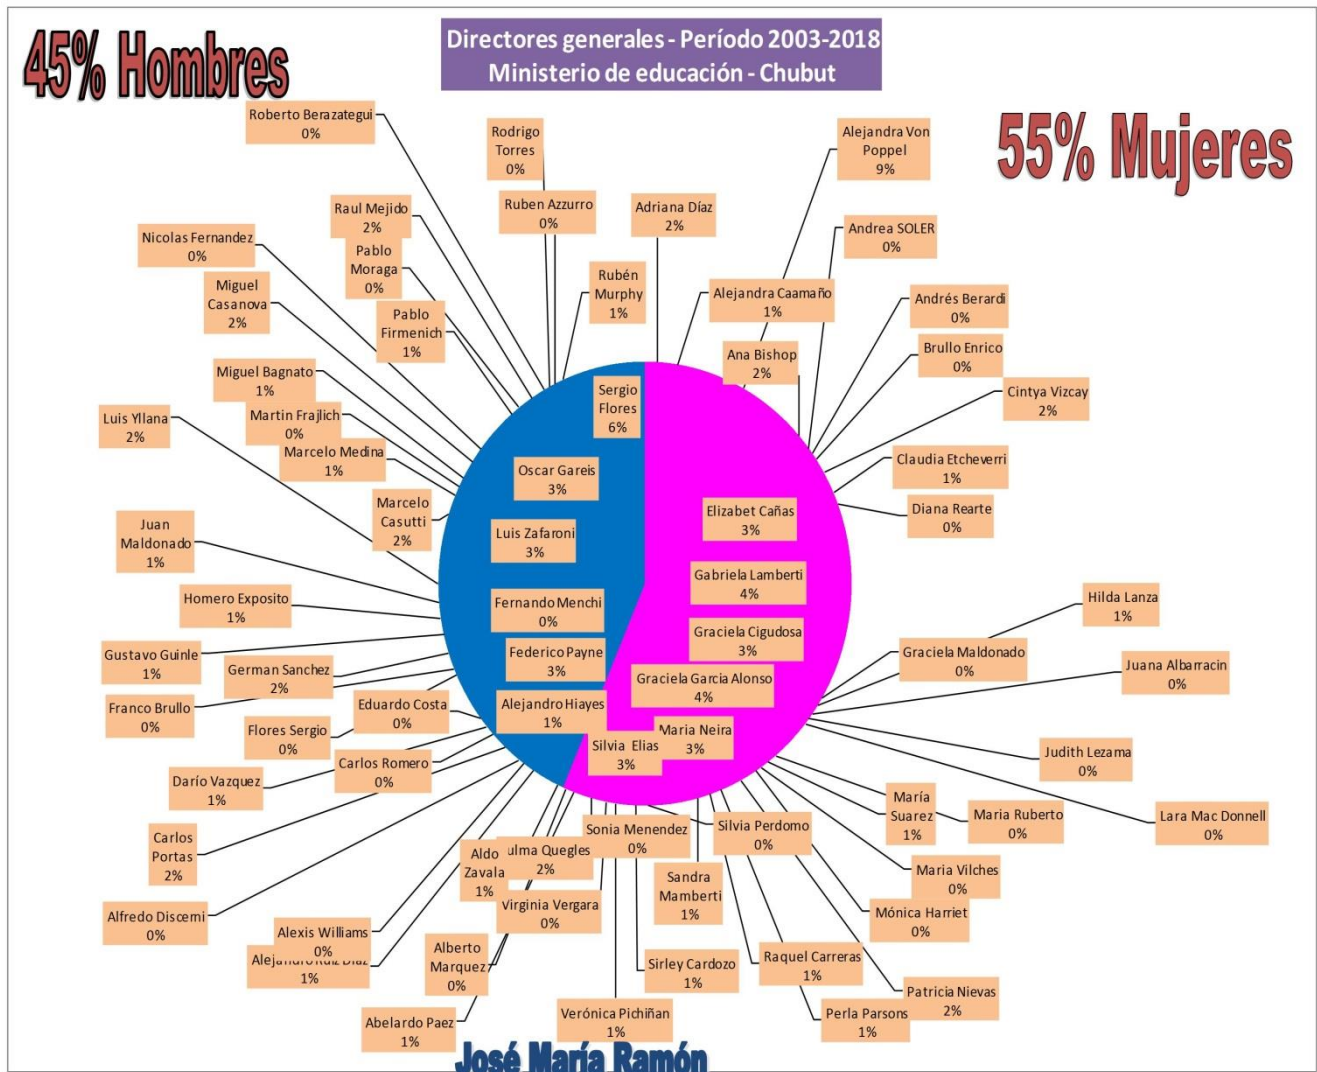 45% Hombres
Directores generales - Período 2003-2018
Ministerio de educación - Chubut
55% Mujeres
Roberto Berazategui
0%
Rodrigo
Torres
0%
Alejandra Von
Poppel
9%
Raul Mejido
2%
Ruben Azzurro
0%
Adriana Díaz
2%
Andrea SOLER
0%
Nicolas Fernandez
0%
Pablo
Moraga
0%
Miguel
Casanova
2%
Rubén
Murphy
1%
Alejandra Caamaño
1%
Andrés Berardi
0%
Pablo
Firmenich
1%
Ana Bishop
2%
Brullo Enrico
0%
Miguel Bagnato
1%
Sergio
Flores
6%
Cintya Vizcay
2%
Luis Yllana
2%
Martin Frajlich
0%
Marcelo Medina
1%
Oscar Gareis
3%
Claudia Etcheverri
1%
Marcelo
Casutti
2%
Elizabet Cañas
3%
Diana Rearte
0%
Juan
Maldonado
1%
Luis Zafaroni
3%
Gabriela Lamberti
4%
Homero Exposito
1%
Fernando Menchi
0%
Hilda Lanza
1%
Graciela Cigudosa
3%
Gustavo Guinle
1%
German Sanchez
2%
Federico Payne
3%
Graciela Maldonado
0%
Juana Albarracin
0%
Graciela Garcia Alonso
4%
Franco Brullo
0%
Eduardo Costa
0%
Alejandro Hiayes
1%
Flores Sergio
0%
Silvia Elias
3%
Maria Neira
3%
Judith Lezama
0%
Carlos Romero
0%
Darío Vazquez
1%
María
Suarez
1%
Maria Ruberto
0%
Lara Mac Donnell
0%
Carlos
Portas
2%
Aldo
Zavala
1%
ulma Quegles
2%
Sonia Menendez
0%
Silvia Perdomo
0%
Maria Vilches
0%
Sandra
Mamberti
1%
Virginia Vergara
0%
Mónica Harriet
0%
Alfredo Discerni
0%
Alexis Williams
0%
Alejandro Ruiz Diaz
1%
Alberto
Marquez
0%
Sirley Cardozo
1%
Raquel Carreras
1%
Patricia Nievas
2%
Abelardo Paez
1%
Verónica Pichiñan
1%
Perla Parsons
1%
José María Ramón